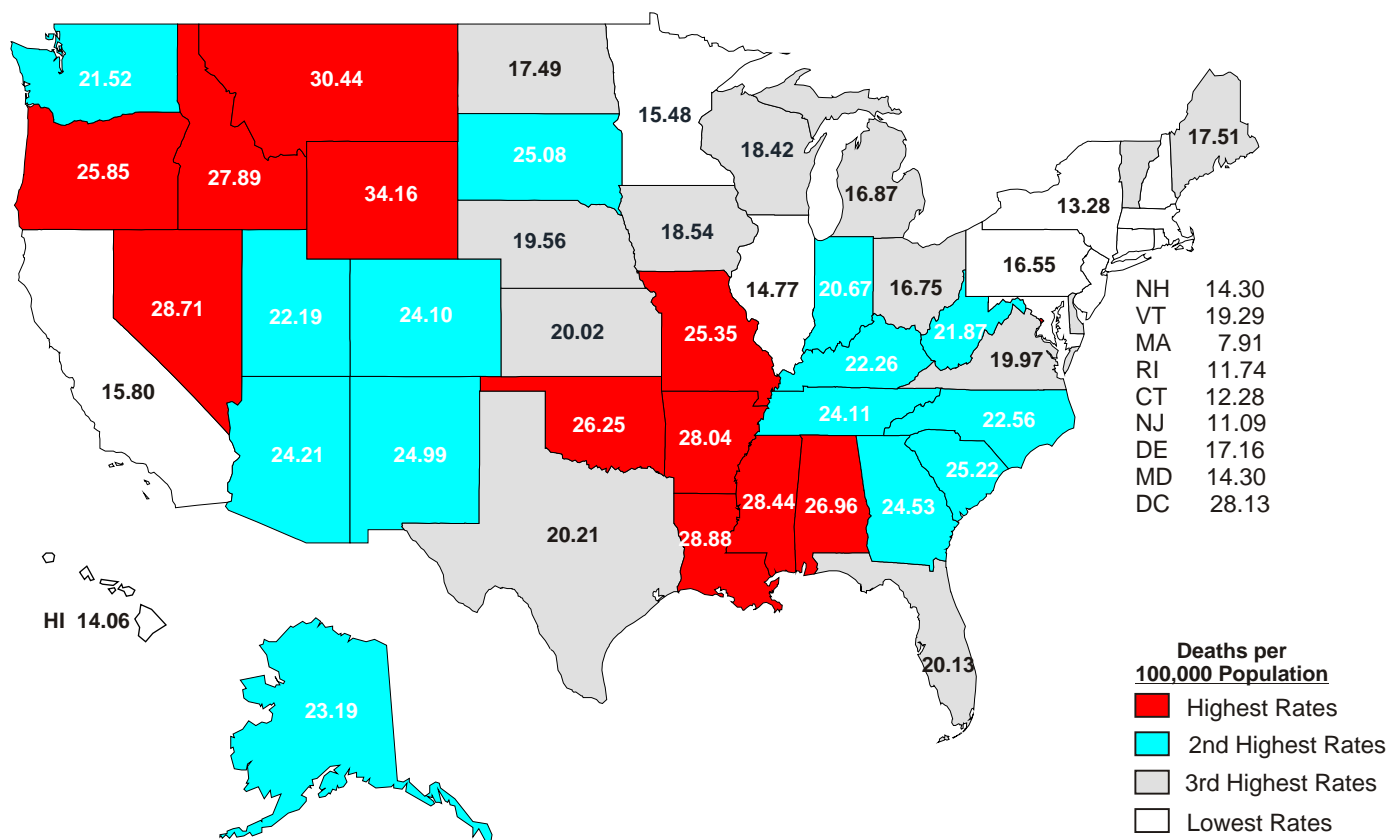 21.52
30.44
17.49
15.48
25.08
18.42
16.87
17.51
25.85
27.89
34.16
13.28
19.56
18.54
16.55
28.71
22.19
24.10
20.02
25.35
14.77
20.67
16.75
21.87
22.26
19.97
15.80
24.21
24.99
26.25
28.04
24.11
22.56
25.22
28.44
26.96
24.53
20.21
28.88
20.13
NH 14.30
VT 19.29
MA 7.91
RI 11.74
CT 12.28
NJ 11.09
DE 17.16
MD 14.30
DC 28.13
HI 14.06
23.19
Deaths per
100,000 Population
Highest Rates
2nd Highest Rates
3rd Highest Rates
Lowest Rates